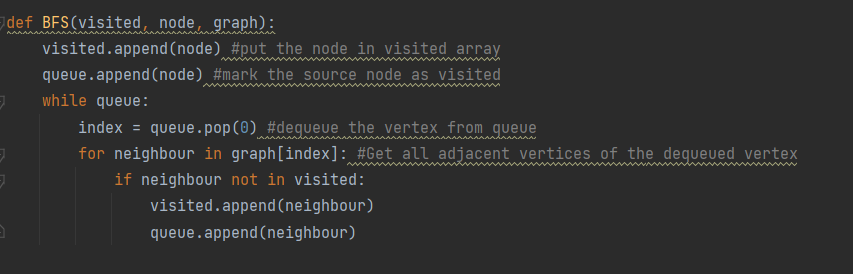 def BFS(visited, node, graph):
    visited.append(node) #put the node in visited array
    queue.append(node) #mark the source node as visited
    while queue:
        index = queue.pop(0) #dequeue the vertex from queue
        for neighbour in graph[index]: #Get all adjacent vertices of the dequeued vertex
            if neighbour not in visited:
                visited.append(neighbour)
                queue.append(neighbour)